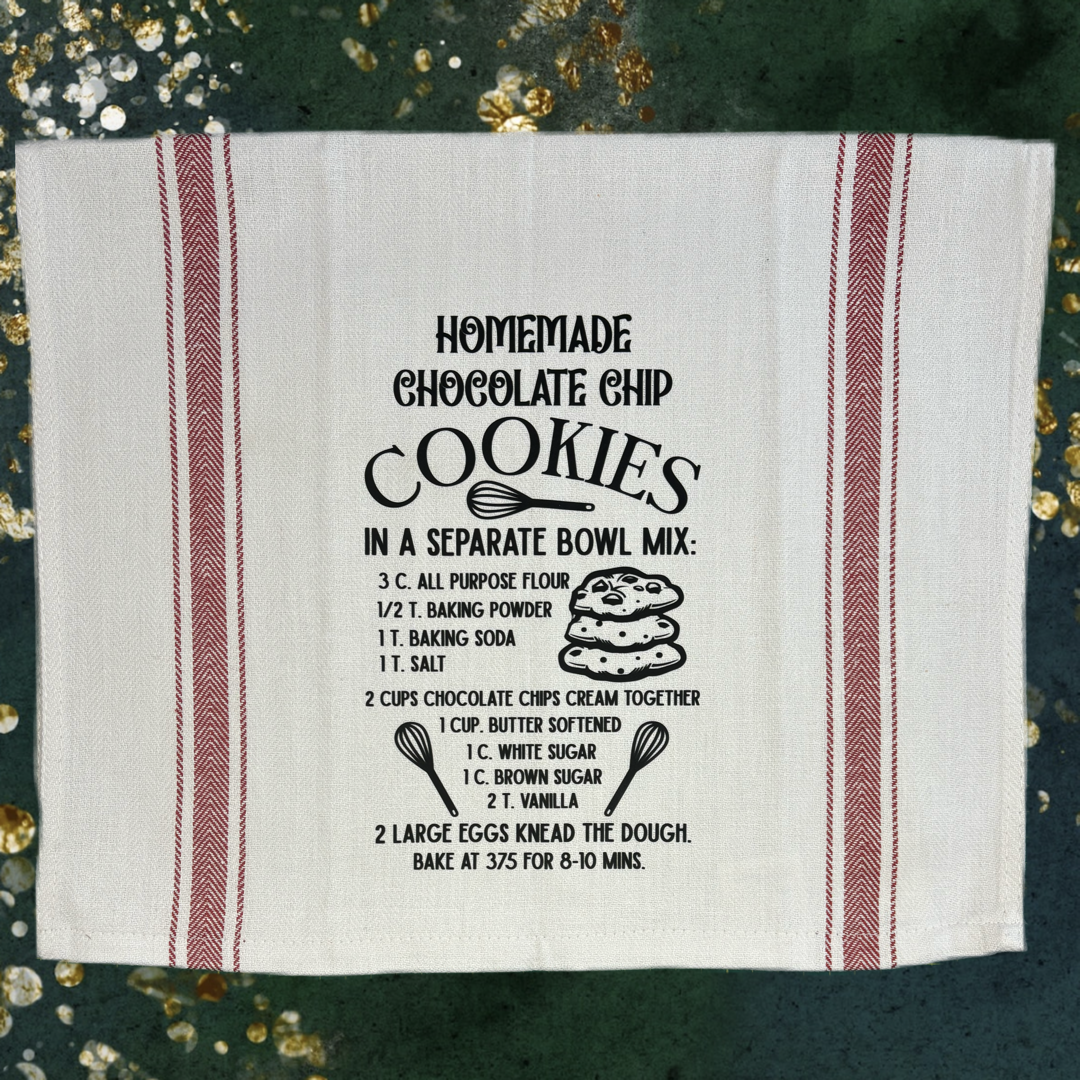 HOMEMADE
CHOCOLATE CHIP
COOKIES
IN A SEPARATE BOWL MIX:
3 C. ALL PURPOSE FLOUR
1/2 T. BAKING POWDER
1 T. BAKING SODA
1 T. SALT
2 CUPS CHOCOLATE CHIPS CREAM TOGETHER
1 CUP. BUTTER SOFTENED
1 C. WHITE SUGAR
1 C. BROWN SUGAR
2 T. VANILLA
2 LARGE EGGS KNEAD THE DOUGH.
BAKE AT 375 FOR 8-10 MINS.